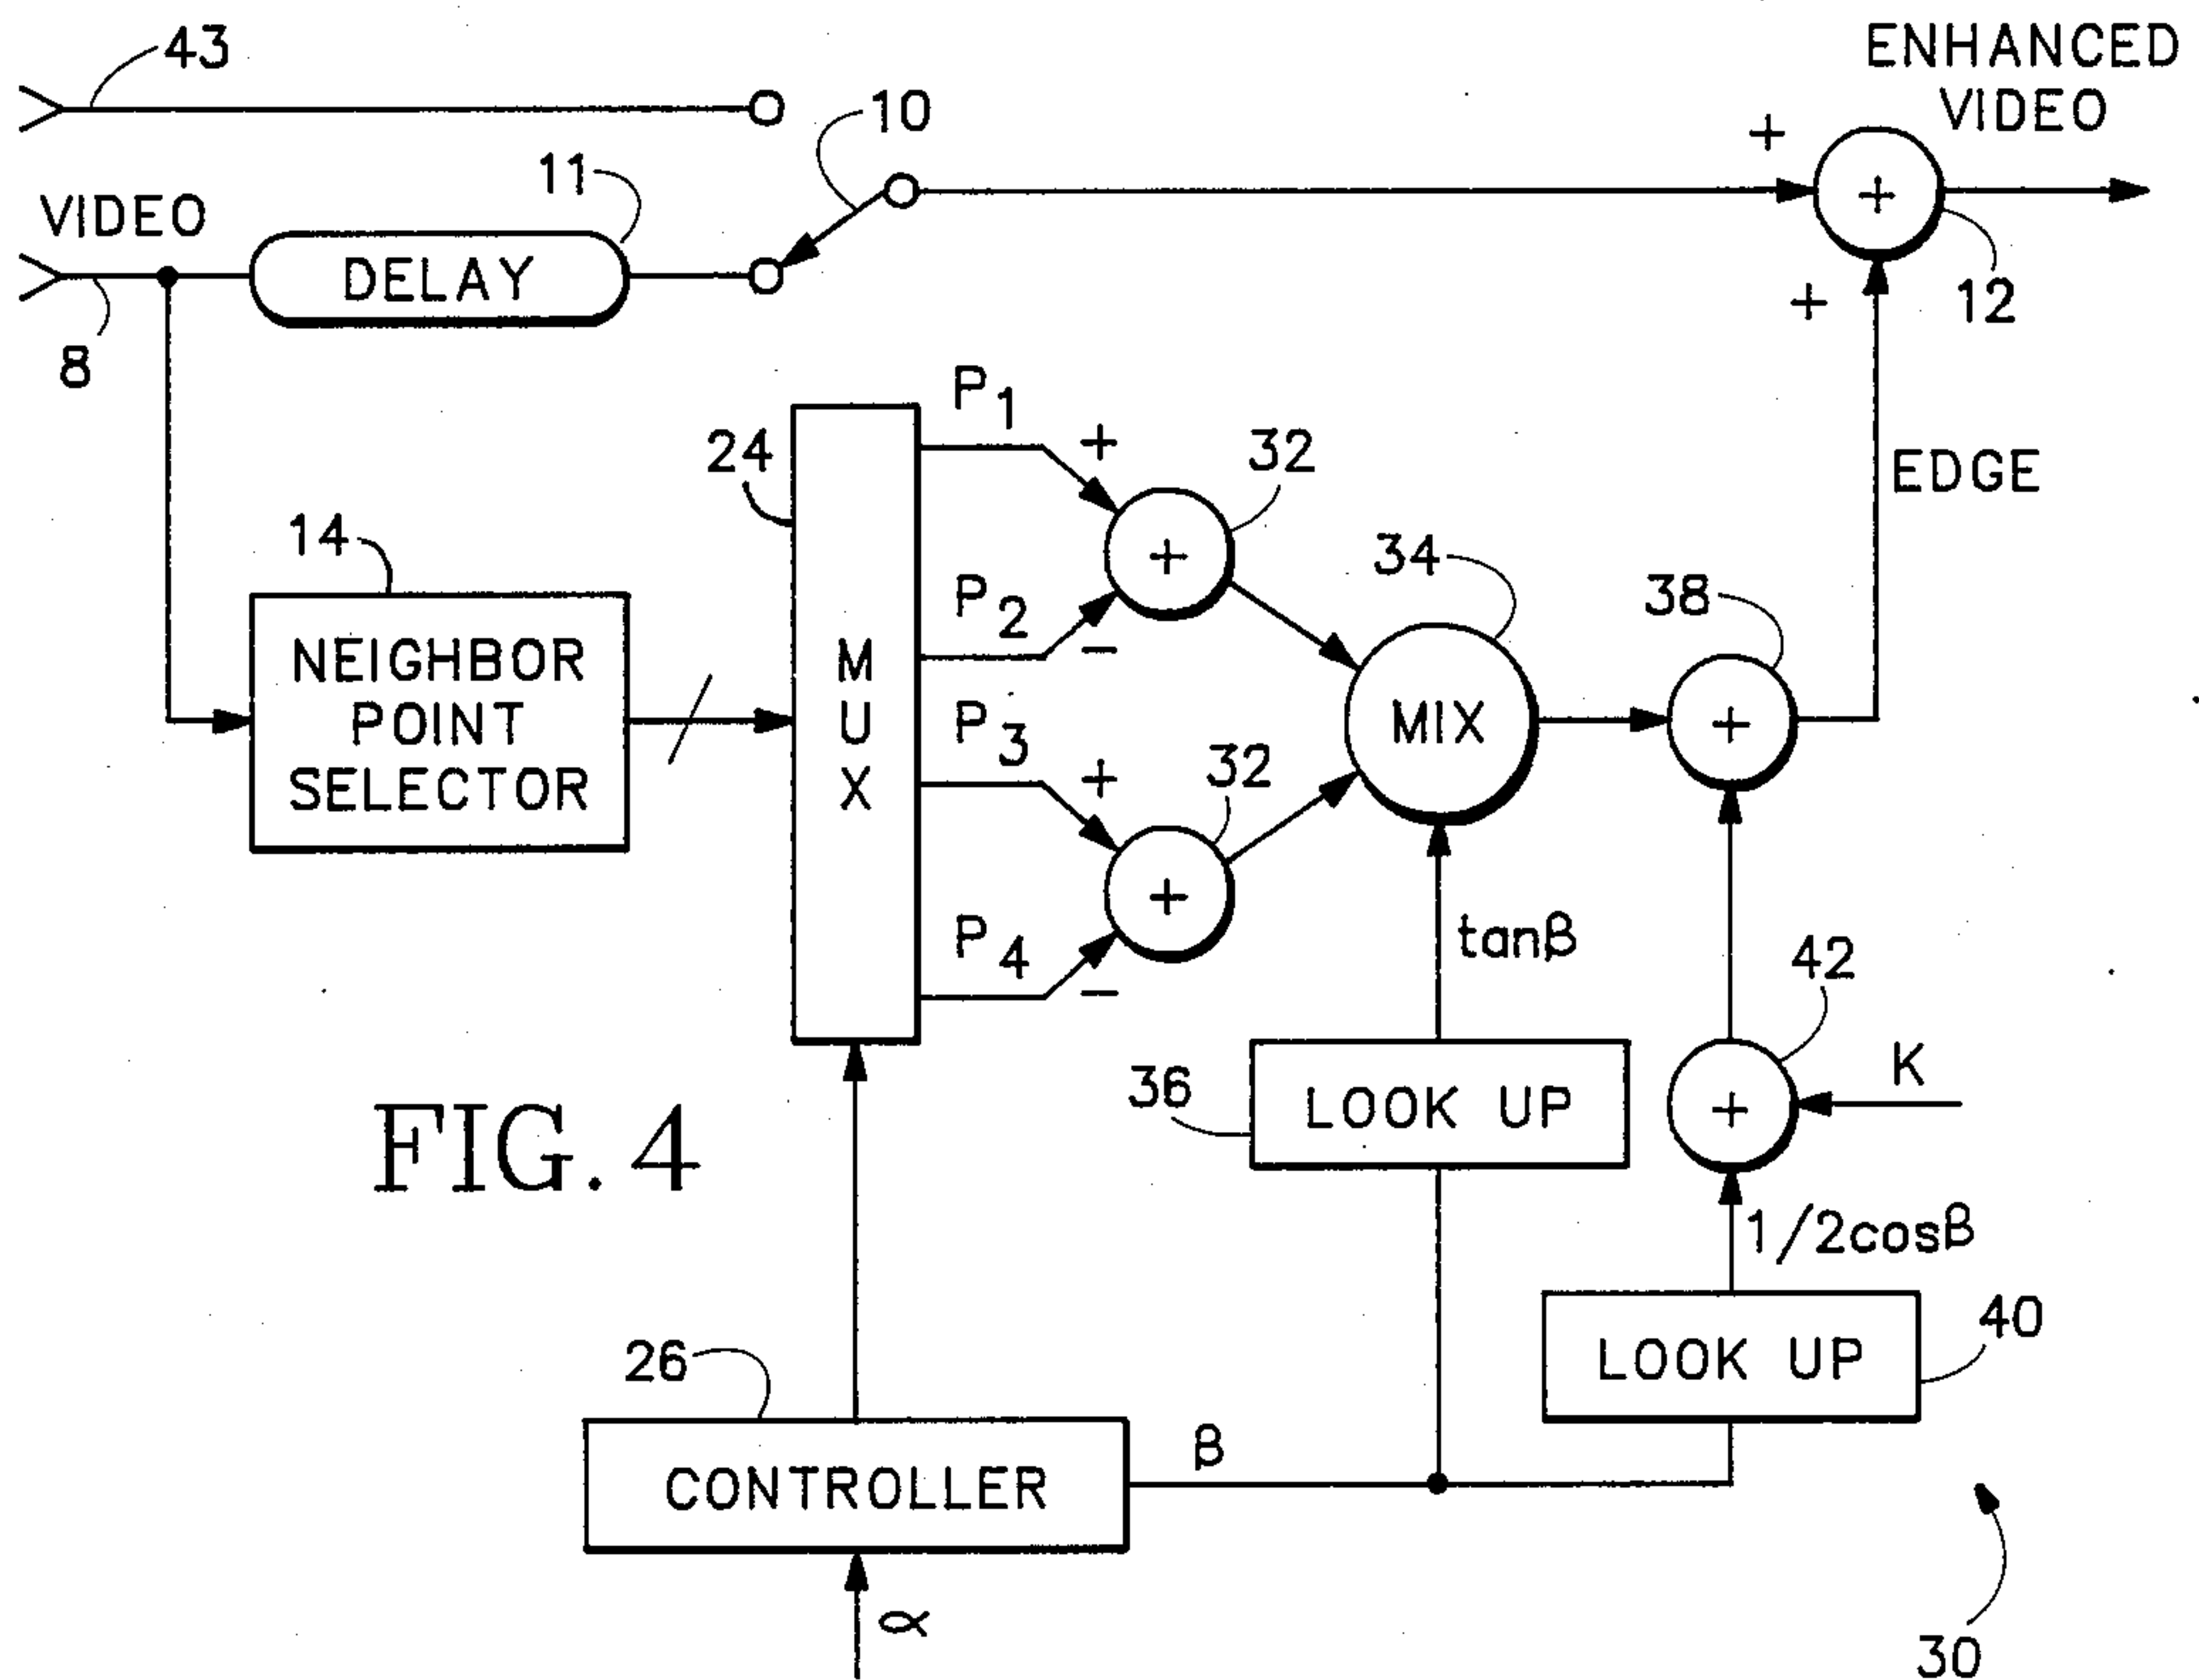 43
10
ENHANCED
VIDEO
+
+
12
11
VIDEO
DELAY
+
8
P1
+
24
32
+
EDGE
14
34
38
P2
−
NEIGHBOR
POINT
SELECTOR
MUX
P3
+
32
MIX
+
+
P4
−
tanβ
42
K
36
LOOK UP
+
FIG. 4
1/2cosβ
40
LOOK UP
26
β
CONTROLLER
α
30